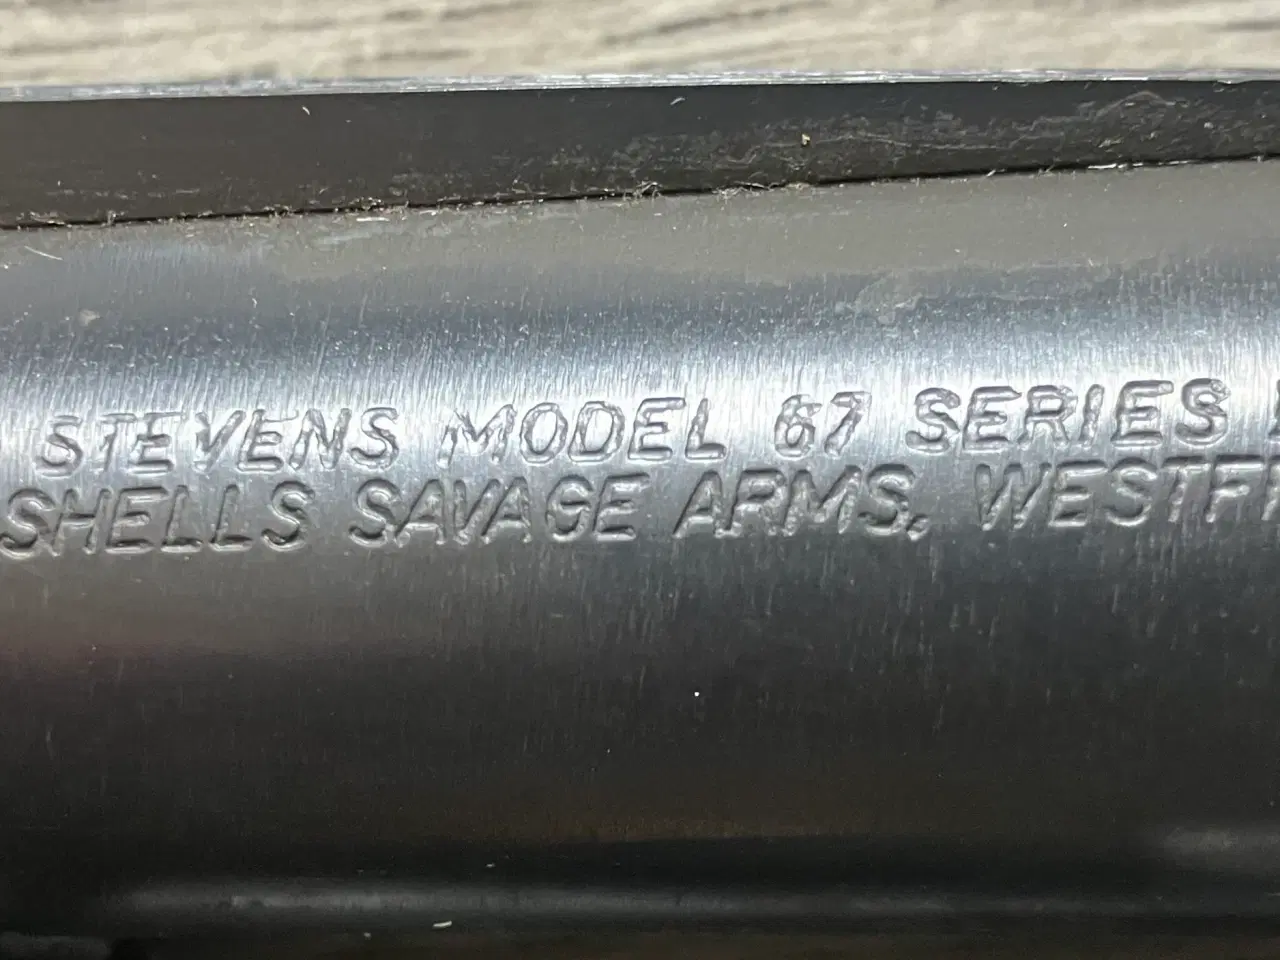 STEVENS MODEL 67 SERIES
SHELLS SAVAGE ARMS, WESTF